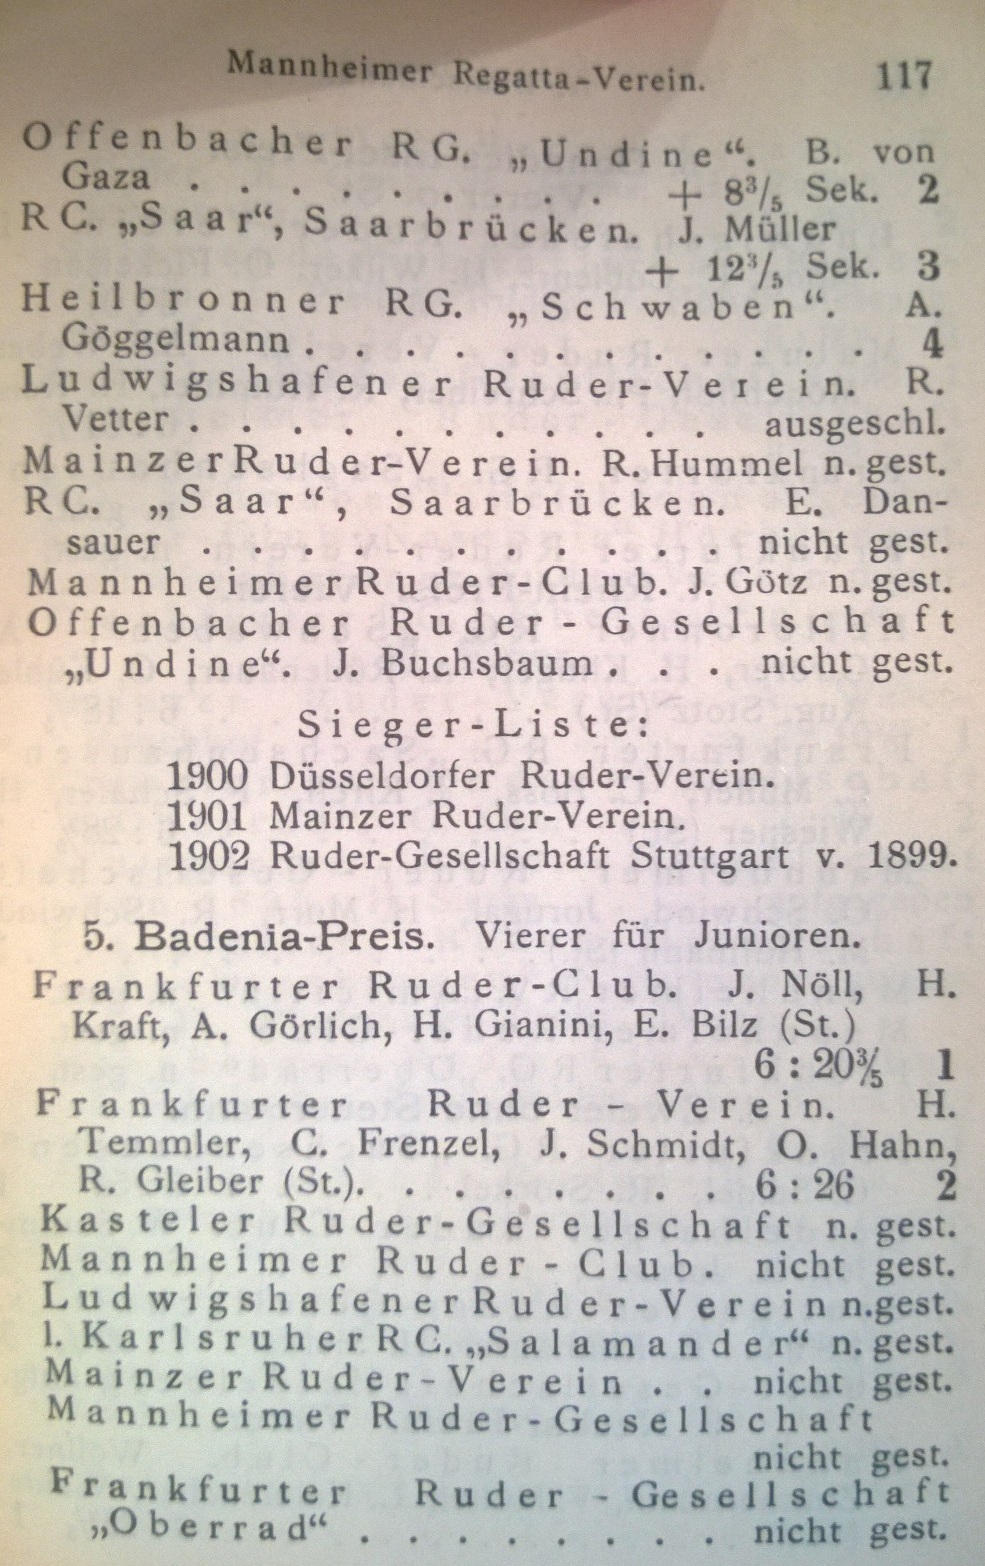 Mannheimer Regatta-Verein. 117
Offenbacher RG. „Undine“. B. von
Gaza . . . . . . . . . + 8³/₅ Sek. 2
RC. „Saar“, Saarbrücken. J. Müller
+ 12³/₅ Sek. 3
Heilbronner RG. „Schwaben“. A.
Göggelmann . . . . . . . . . . . . 4
Ludwigshafener Ruder-Verein. R.
Vetter . . . . . . . . . . . ausgeschl.
Mainzer Ruder-Verein. R. Hummel n. gest.
RC. „Saar“, Saarbrücken. E. Dan-
sauer . . . . . . . . . . . nicht gest.
Mannheimer Ruder-Club. J. Götz n. gest.
Offenbacher Ruder-Gesellschaft
„Undine“. J. Buchsbaum . . . nicht gest.
Sieger-Liste:
1900 Düsseldorfer Ruder-Verein.
1901 Mainzer Ruder-Verein.
1902 Ruder-Gesellschaft Stuttgart v. 1899.
5. Badenia-Preis. Vierer für Junioren.
Frankfurter Ruder-Club. J. Nöll, H.
Kraft, A. Görlich, H. Gianini, E. Bilz (St.)
6 : 20³/₅ 1
Frankfurter Ruder-Verein. H.
Temmler, C. Frenzel, J. Schmidt, O. Hahn,
R. Gleiber (St.). . . . . . . . 6 : 26 2
Kasteler Ruder-Gesellschaft n. gest.
Mannheimer Ruder-Club. nicht gest.
Ludwigshafener Ruder-Verein n. gest.
1. Karlsruher RC. „Salamander“ n. gest.
Mainzer Ruder-Verein . . nicht gest.
Mannheimer Ruder-Gesellschaft
nicht gest.
Frankfurter Ruder-Gesellschaft
„Oberrad“ . . . . . . . . nicht gest.